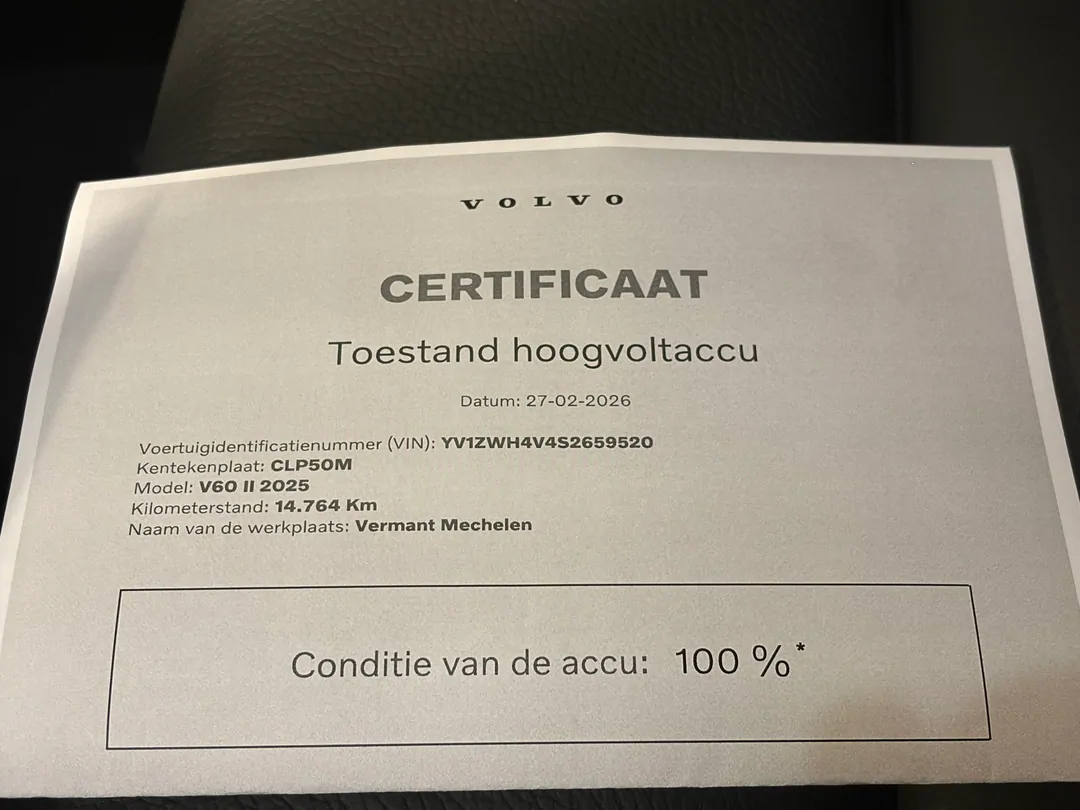 VOLVO
CERTIFICAAT
Toestand hoogvoltaccu
Datum: 27-02-2026
Voertuigidentificatienummer (VIN): YV1ZWH4V4S2659520
Kentekenplaat: CLP50M
Model: V60 II 2025
Kilometerstand: 14.764 Km
Naam van de werkplaats: Vermant Mechelen
Conditie van de accu: 100 %*